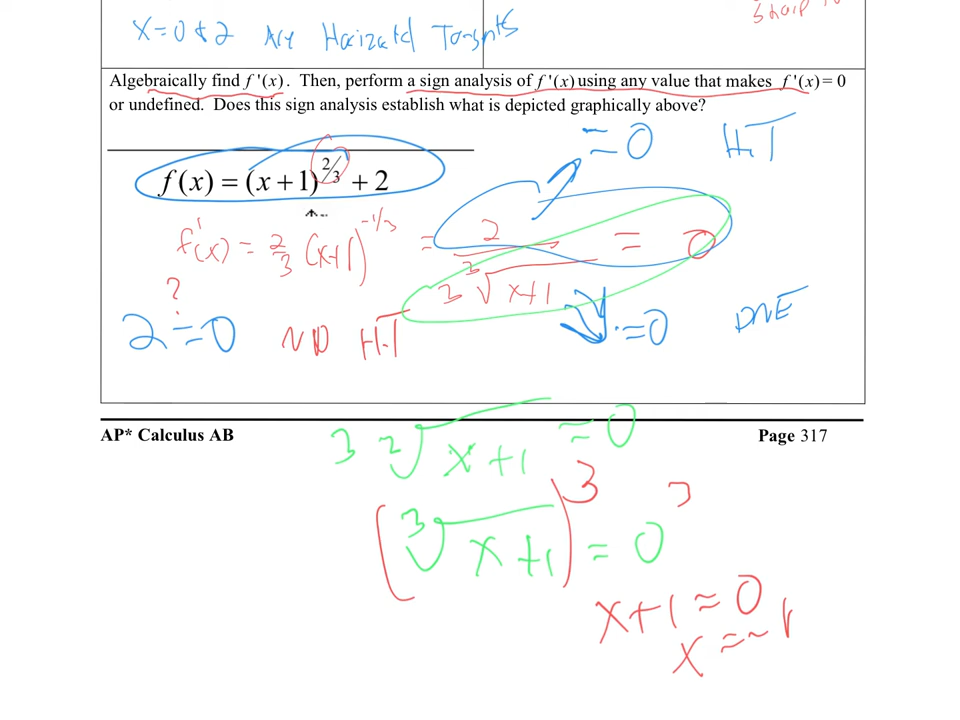 x=0 & 2 Are Horizontal Tangents
Sharp
Algebraically find f '(x). Then, perform a sign analysis of f '(x) using any value that makes f '(x) = 0
or undefined. Does this sign analysis establish what is depicted graphically above?
= 0 HT
f(x) = (x+1)^{2/3} + 2
f'(x) = 2/3 (x+1)^{-1/3} = 2/(3 ∛(x+1)) = 0
?
2 = 0 NO HT = 0 DNE
AP* Calculus AB Page 317
3 ∛(x+1) = 0
(∛(x+1))^3 = 0^3
x+1 = 0
x = -1